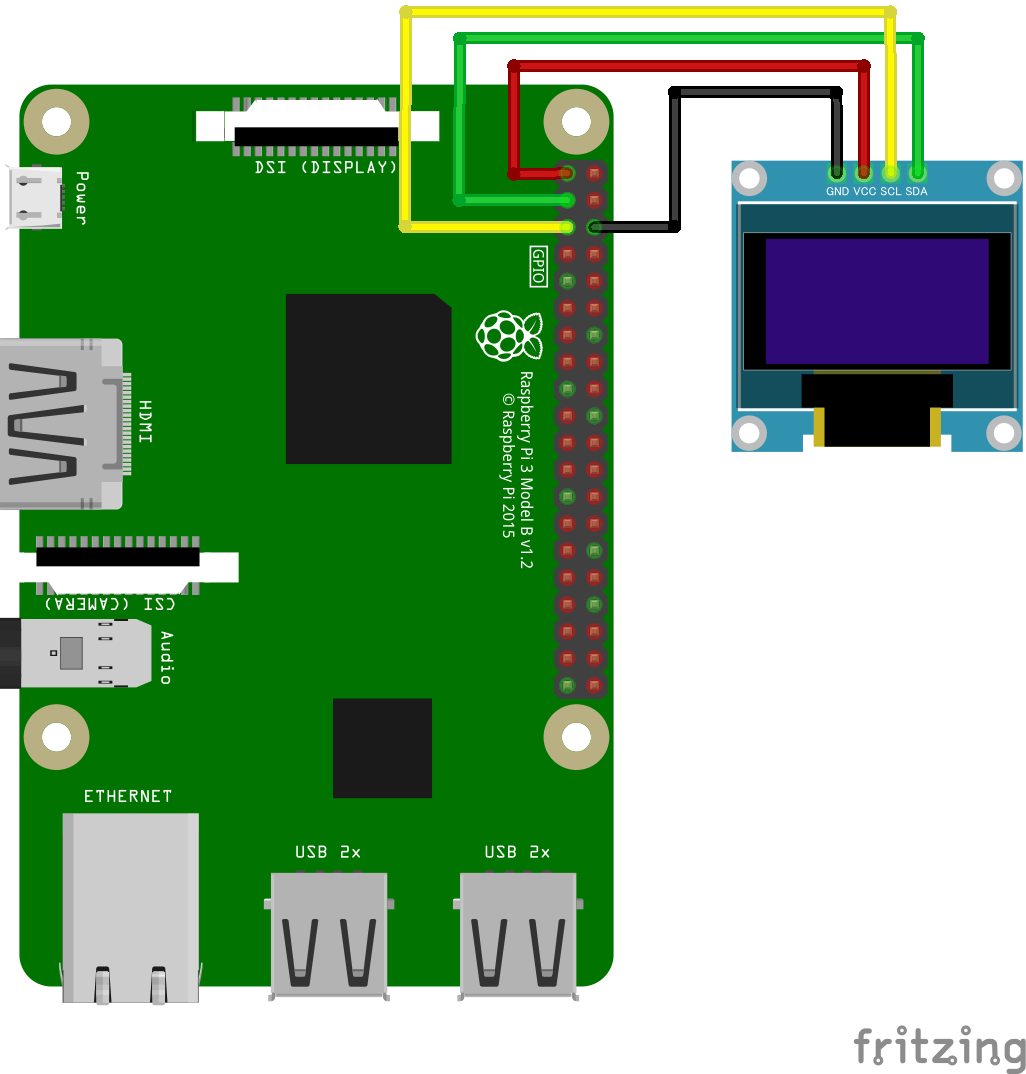 DSI (DISPLAY)
Power
GND VCC SCL SDA
GPIO
Raspberry Pi 3 Model B v1.2
© Raspberry Pi 2015
HDMI
CSI (CAMERA)
Audio
ETHERNET
USB 2x
USB 2x
fritzing